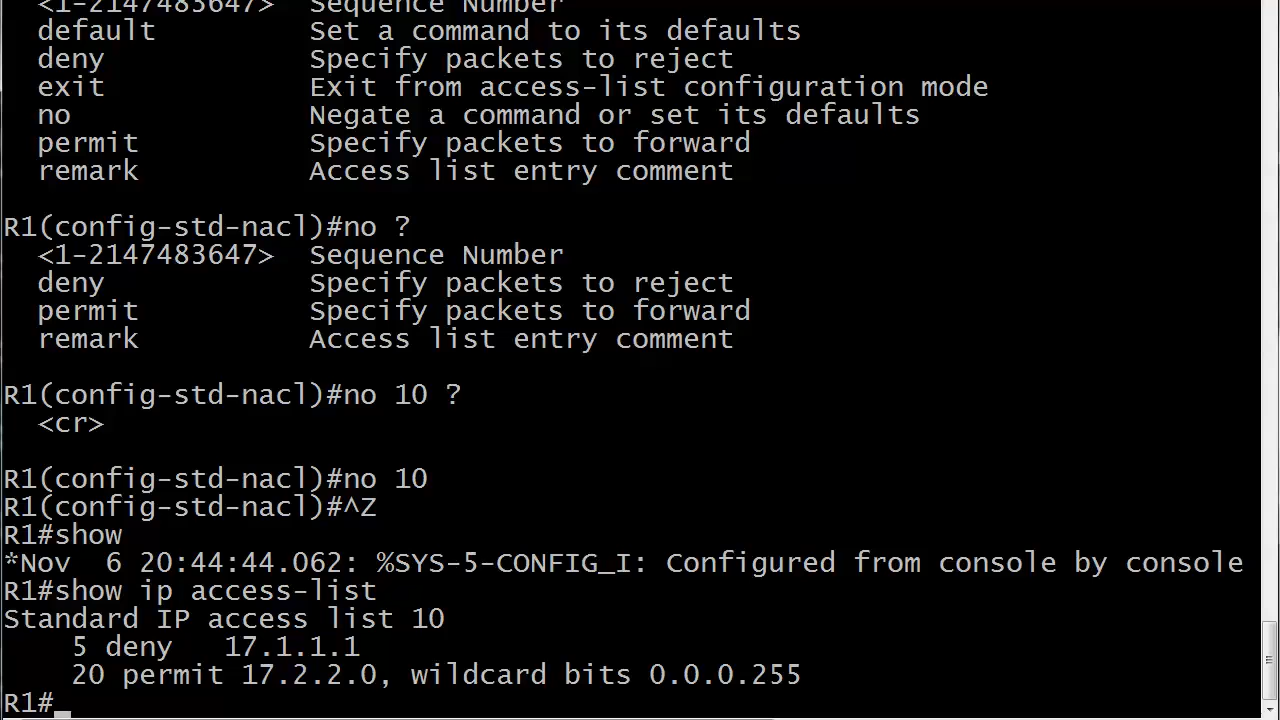 <1-2147483647>  Sequence Number
default         Set a command to its defaults
deny            Specify packets to reject
exit            Exit from access-list configuration mode
no              Negate a command or set its defaults
permit          Specify packets to forward
remark          Access list entry comment
R1(config-std-nacl)#no ?
<1-2147483647>  Sequence Number
deny            Specify packets to reject
permit          Specify packets to forward
remark          Access list entry comment
R1(config-std-nacl)#no 10 ?
<cr>
R1(config-std-nacl)#no 10
R1(config-std-nacl)#^Z
R1#show
*Nov  6 20:44:44.062: %SYS-5-CONFIG_I: Configured from console by console
R1#show ip access-list
Standard IP access list 10
5 deny   17.1.1.1
20 permit 17.2.2.0, wildcard bits 0.0.0.255
R1#